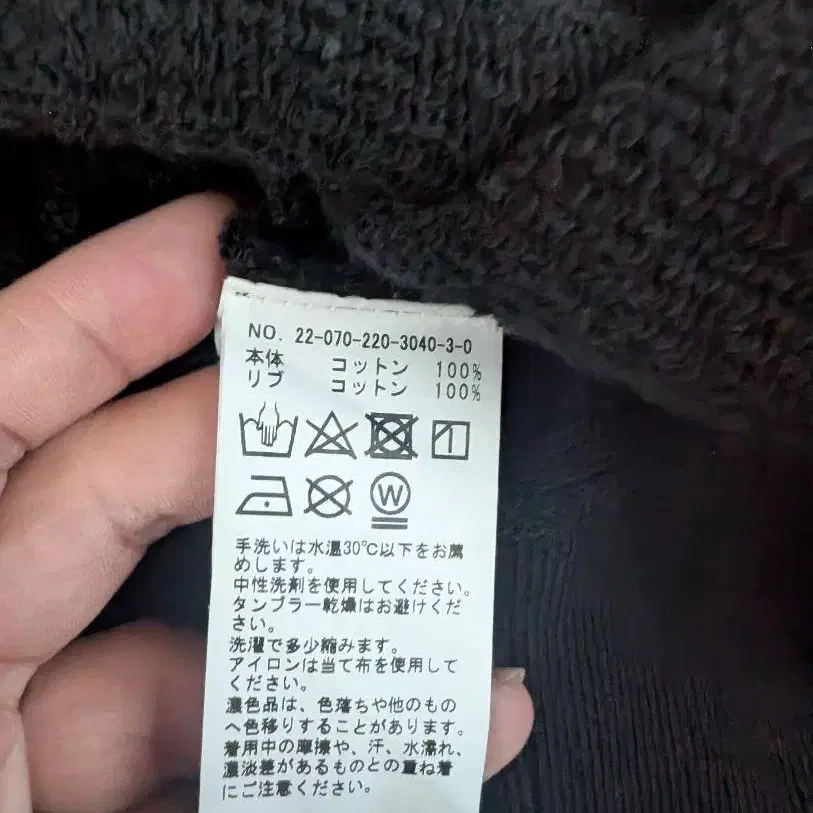 NO. 22-070-220-3040-3-0
本体 コットン 100%
リブ コットン 100%
W
手洗いは水温30℃以下をお薦
めします。
中性洗剤を使用してください。
タンブラー乾燥はお避けくだ
さい。
洗濯で多少縮みます。
アイロンは当て布を使用して
ください。
濃色品は、色落ちや他のもの
へ色移りすることがあります。
着用中の摩擦や、汗、水濡れ、
濃淡差があるものとの重ね着
にご注意ください。